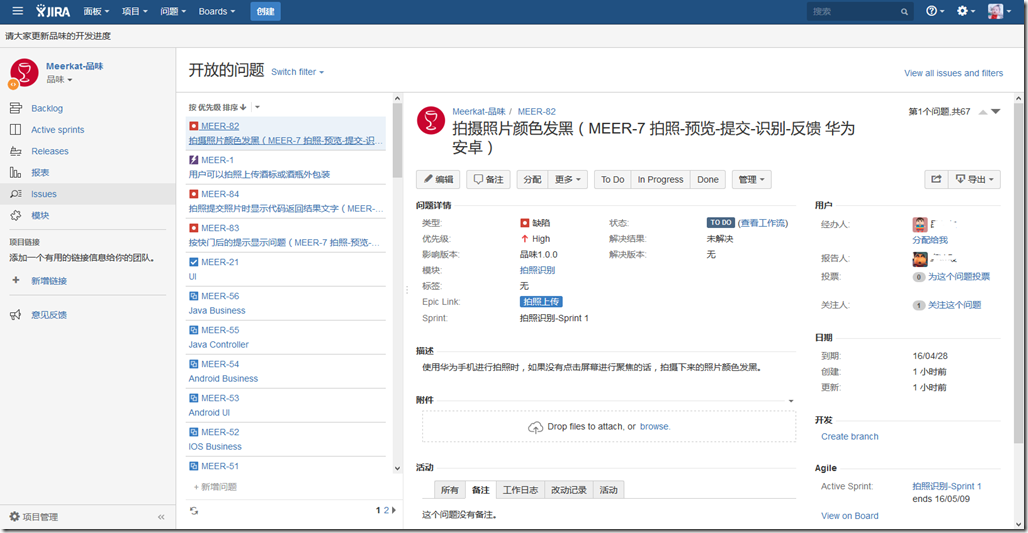 JIRA 面板 项目 问题 Boards 创建 搜索
请大家更新品味的开发进度
Meerkat-品味
品味
Backlog
Active sprints
Releases
报表
Issues
模块
项目链接
添加一个有用的链接信息给你的团队。
+ 新增链接
意见反馈
项目管理 «
开放的问题 Switch filter
View all issues and filters
按 优先级 排序
MEER-82
拍摄照片颜色发黑（MEER-7 拍照-预览-提交-识...
MEER-1
用户可以拍照上传酒标或酒瓶外包装
MEER-84
拍照提交照片时显示代码返回结果文字（MEER-...
MEER-83
按快门后的提示显示问题（MEER-7 拍照-预览-...
MEER-21
UI
MEER-56
Java Business
MEER-55
Java Controller
MEER-54
Android Business
MEER-53
Android UI
MEER-52
IOS Business
MEER-51
+ 新增问题
1 2
Meerkat-品味 / MEER-82
第1个问题,共67
拍摄照片颜色发黑（MEER-7 拍照-预览-提交-识别-反馈 华为
安卓）
编辑 备注 分配 更多 To Do In Progress Done 管理 导出
问题详情
类型: 缺陷 状态: TO DO (查看工作流)
优先级: High 解决结果: 未解决
影响版本: 品味1.0.0 解决版本: 无
模块: 拍照识别
标签: 无
Epic Link: 拍照上传
Sprint: 拍照识别-Sprint 1
描述
使用华为手机进行拍照时，如果没有点击屏幕进行聚焦的话，拍摄下来的照片颜色发黑。
附件
Drop files to attach, or browse.
活动
所有 备注 工作日志 改动记录 活动
这个问题没有备注。
用户
经办人:
分配给我
报告人:
投票: 0 为这个问题投票
关注人: 1 关注这个问题
日期
到期: 16/04/28
创建: 1 小时前
更新: 1 小时前
开发
Create branch
Agile
Active Sprint: 拍照识别-Sprint 1
ends 16/05/09
View on Board